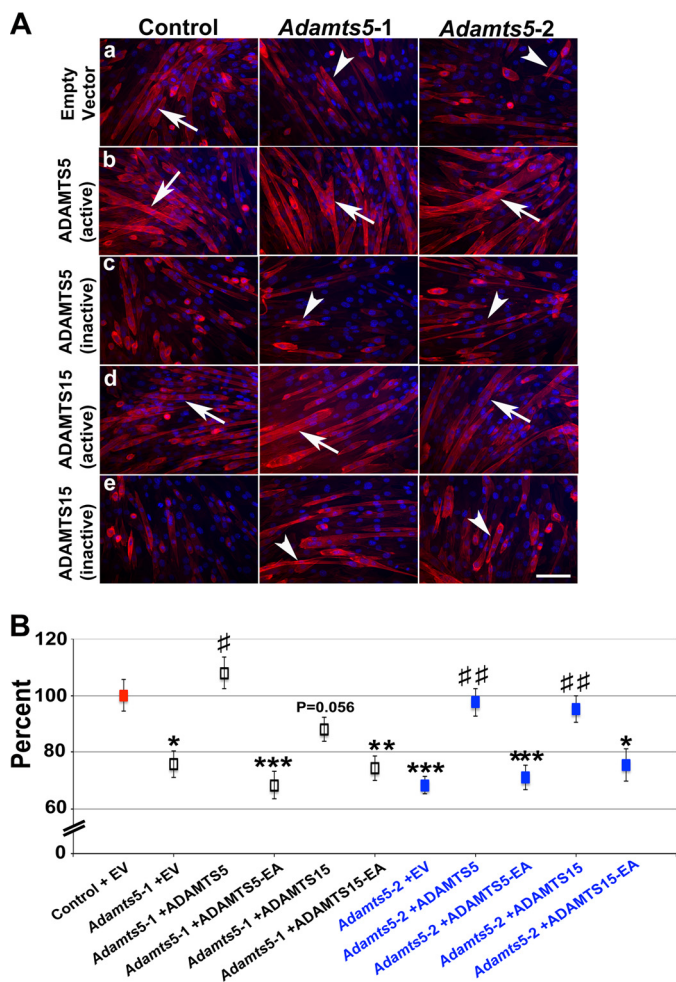 A
Control
Adamts5-1
Adamts5-2
Empty
Vector
a
ADAMTS5
(active)
b
ADAMTS5
(inactive)
c
ADAMTS15
(active)
d
ADAMTS15
(inactive)
e
B
Percent
120
100
80
60
0
*
♯
***
P=0.056
**
***
♯♯
***
♯♯
*
Control + EV
Adamts5-1 +EV
Adamts5-1 +ADAMTS5
Adamts5-1 +ADAMTS5-EA
Adamts5-1 +ADAMTS15
Adamts5-1 +ADAMTS15-EA
Adamts5-2 +EV
Adamts5-2 +ADAMTS5
Adamts5-2 +ADAMTS5-EA
Adamts5-2 +ADAMTS15
Adamts5-2 +ADAMTS15-EA